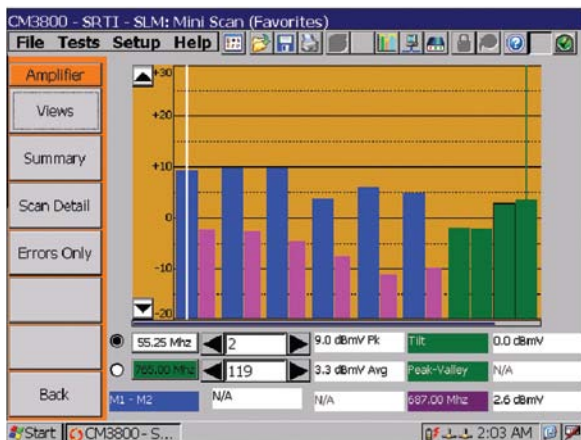 CM3800 - SRTI - SLM: Mini Scan (Favorites)
File Tests Setup Help
Amplifier
Views
Summary
Scan Detail
Errors Only
Back
+30
+20
+10
0
-10
-20
55.25 Mhz 2 9.0 dBmV Pk Tilt 0.0 dBmV
765.00 Mhz 119 3.3 dBmV Avg Peak-Valley N/A
M1 - M2 N/A N/A 687.00 Mhz 2.6 dBmV
Start CM3800 - S... 2:03 AM